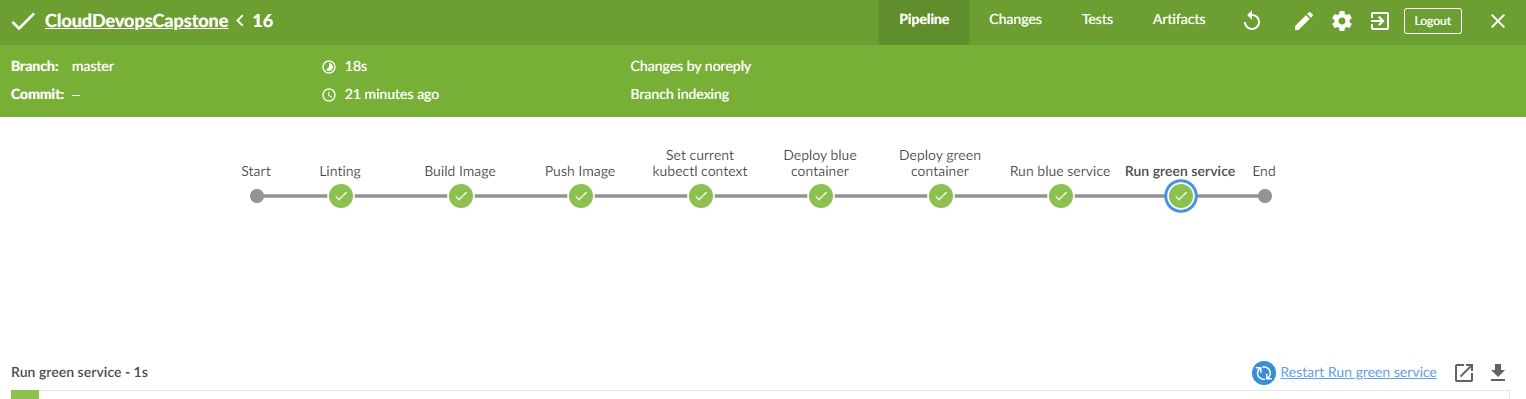 CloudDevopsCapstone < 16
Pipeline
Changes
Tests
Artifacts
Logout
Branch: master
18s
Changes by noreply
Commit: –
21 minutes ago
Branch indexing
Start
Linting
Build Image
Push Image
Set current
kubectl context
Deploy blue
container
Deploy green
container
Run blue service
Run green service
End
Run green service - 1s
Restart Run green service